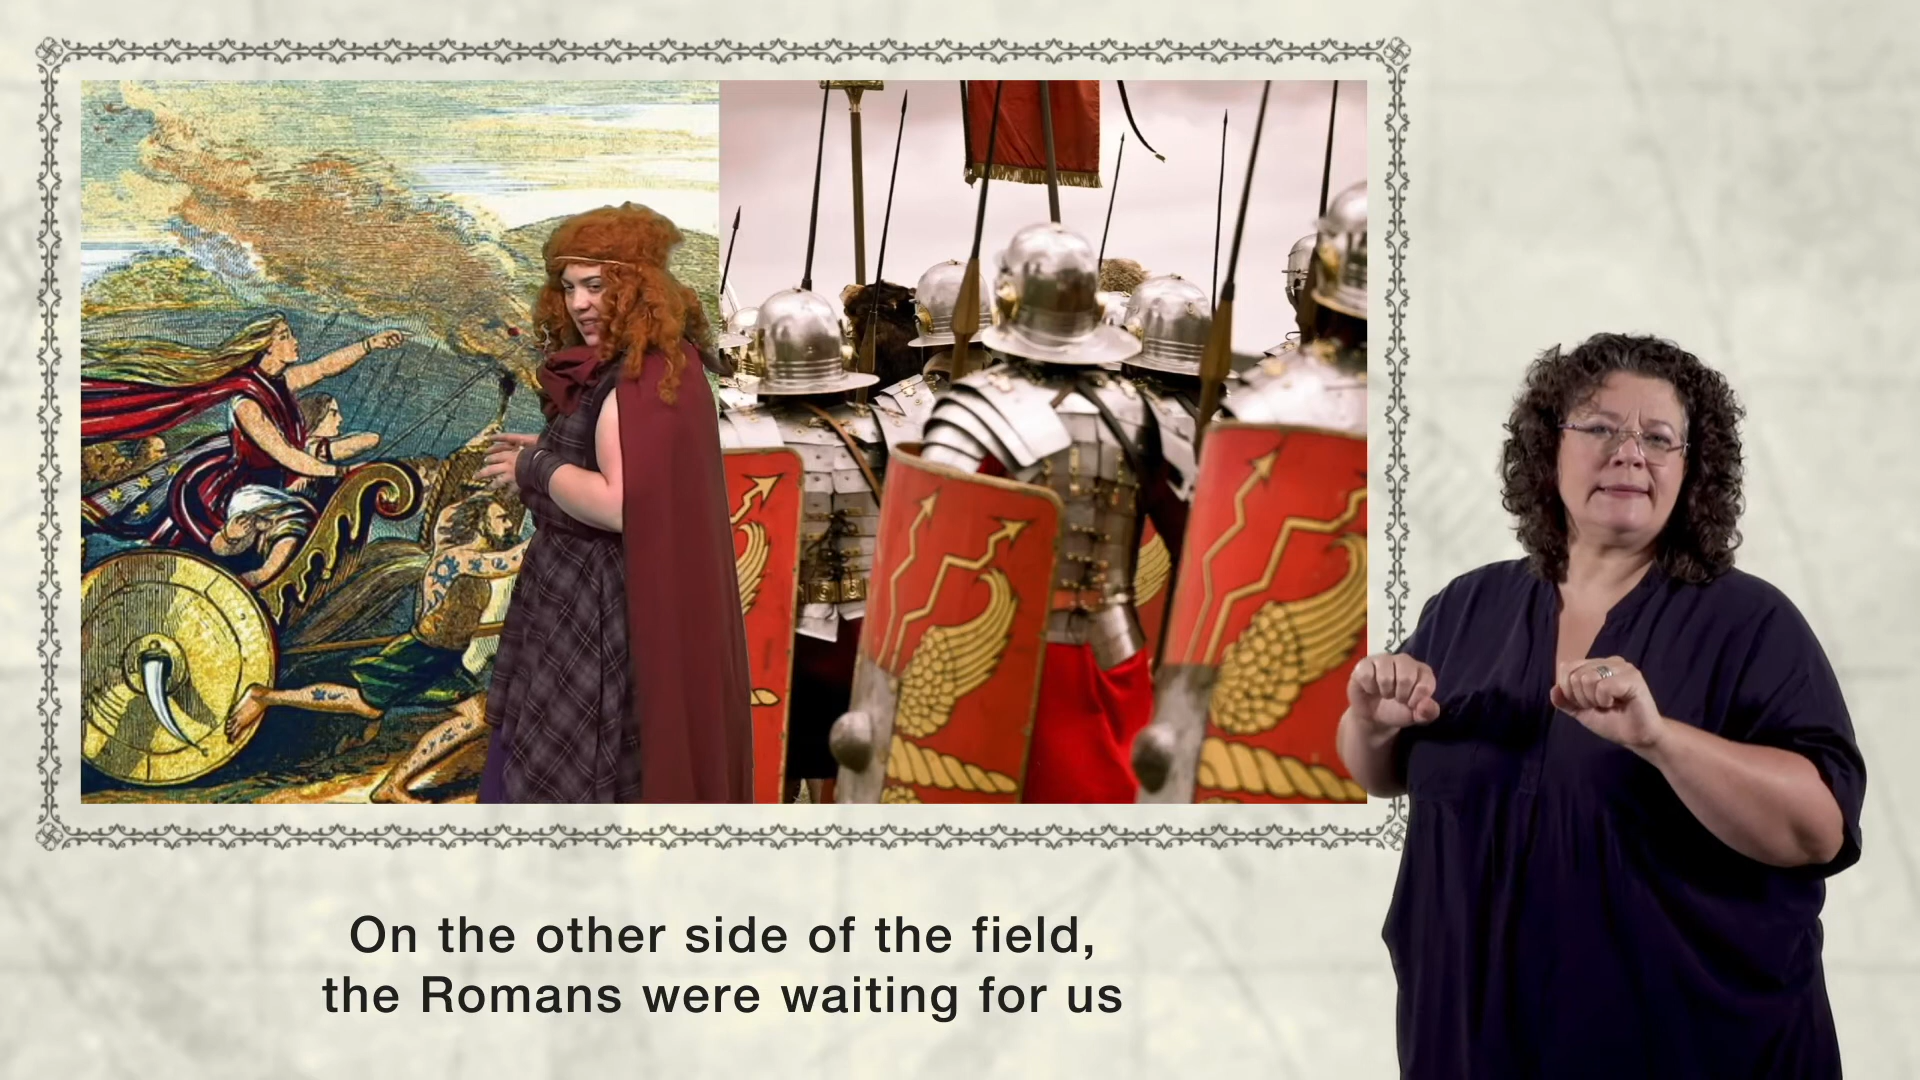 On the other side of the field,
the Romans were waiting for us